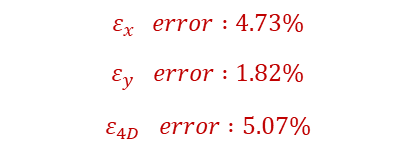 εx error : 4.73%
εy error : 1.82%
ε4D error : 5.07%